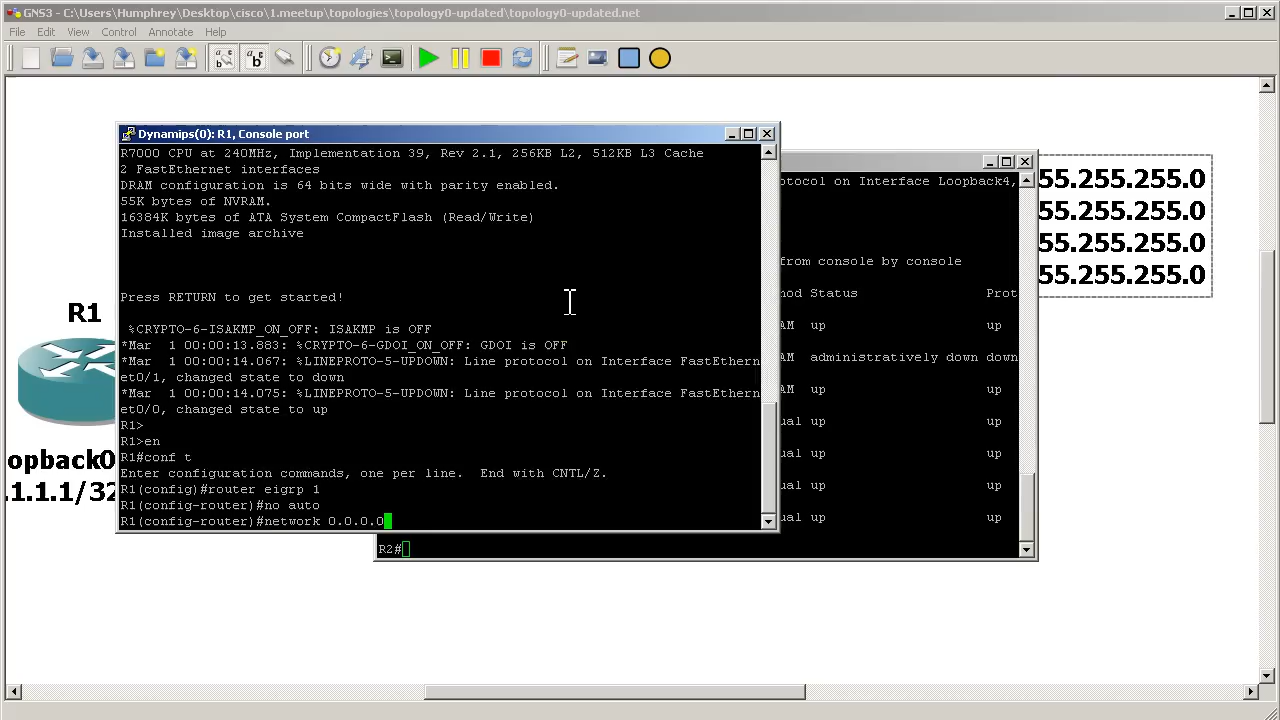 GNS3 - C:\Users\Humphrey\Desktop\cisco\1.meetup\topologies\topology0-updated\topology0-updated.net
File Edit View Control Annotate Help
Dynamips(0): R1, Console port
R7000 CPU at 240MHz, Implementation 39, Rev 2.1, 256KB L2, 512KB L3 Cache
2 FastEthernet interfaces
DRAM configuration is 64 bits wide with parity enabled.
55K bytes of NVRAM.
16384K bytes of ATA System CompactFlash (Read/Write)
Installed image archive
Press RETURN to get started!
%CRYPTO-6-ISAKMP_ON_OFF: ISAKMP is OFF
*Mar  1 00:00:13.883: %CRYPTO-6-GDOI_ON_OFF: GDOI is OFF
*Mar  1 00:00:14.067: %LINEPROTO-5-UPDOWN: Line protocol on Interface FastEthern
et0/1, changed state to down
*Mar  1 00:00:14.075: %LINEPROTO-5-UPDOWN: Line protocol on Interface FastEthern
et0/0, changed state to up
R1>
R1>en
R1#conf t
Enter configuration commands, one per line.  End with CNTL/Z.
R1(config)#router eigrp 1
R1(config-router)#no auto
R1(config-router)#network 0.0.0.0
otocol on Interface Loopback4,
from console by console
hod Status Prot
AM up up
AM administratively down down
AM up up
ual up up
ual up up
ual up up
ual up up
R2#
55.255.255.0
55.255.255.0
55.255.255.0
55.255.255.0
R1
opback0
.1.1.1/32